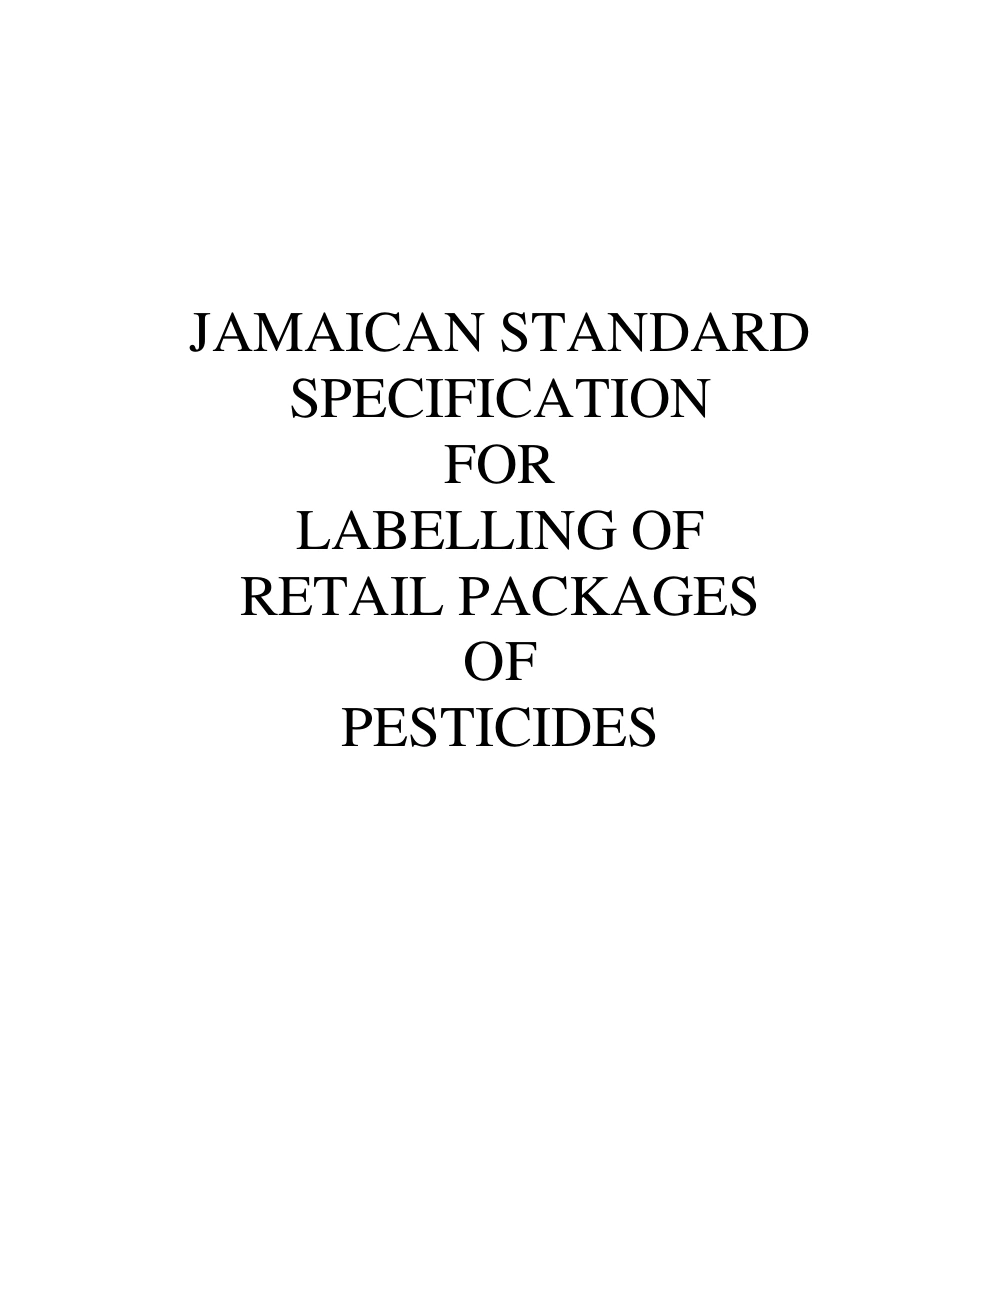 JAMAICAN STANDARD
SPECIFICATION
FOR
LABELLING OF
RETAIL PACKAGES
OF
PESTICIDES